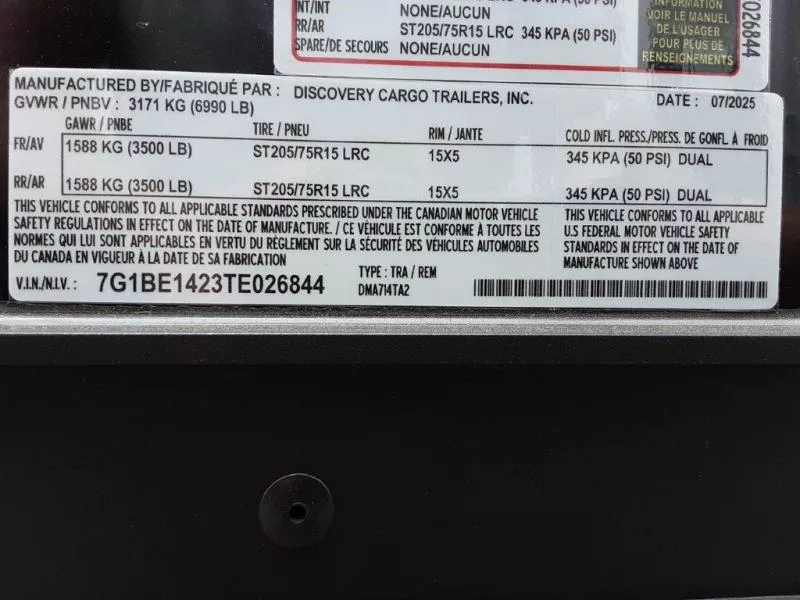 INT/INT NONE/AUCUN
RR/AR ST205/75R15 LRC 345 KPA (50 PSI)
SPARE/DE SECOURS NONE/AUCUN
INFORMATION
VOIR LE MANUEL
DE L'USAGER
POUR PLUS DE
RENSEIGNEMENTS
026844
MANUFACTURED BY/FABRIQUÉ PAR : DISCOVERY CARGO TRAILERS, INC. DATE : 07/2025
GVWR / PNBV : 3171 KG (6990 LB)
GAWR / PNBE TIRE / PNEU RIM / JANTE COLD INFL. PRESS./PRESS. DE GONFL. À FROID
FR/AV 1588 KG (3500 LB) ST205/75R15 LRC 15X5 345 KPA (50 PSI) DUAL
RR/AR 1588 KG (3500 LB) ST205/75R15 LRC 15X5 345 KPA (50 PSI) DUAL
THIS VEHICLE CONFORMS TO ALL APPLICABLE STANDARDS PRESCRIBED UNDER THE CANADIAN MOTOR VEHICLE
SAFETY REGULATIONS IN EFFECT ON THE DATE OF MANUFACTURE. / CE VÉHICULE EST CONFORME À TOUTES LES
NORMES QUI LUI SONT APPLICABLES EN VERTU DU RÈGLEMENT SUR LA SÉCURITÉ DES VÉHICULES AUTOMOBILES
DU CANADA EN VIGUEUR À LA DATE DE SA FABRICATION.
THIS VEHICLE CONFORMS TO ALL APPLICABLE
U.S FEDERAL MOTOR VEHICLE SAFETY
STANDARDS IN EFFECT ON THE DATE OF
MANUFACTURE SHOWN ABOVE
V.I.N./N.I.V. : 7G1BE1423TE026844
TYPE : TRA / REM
DMA714TA2